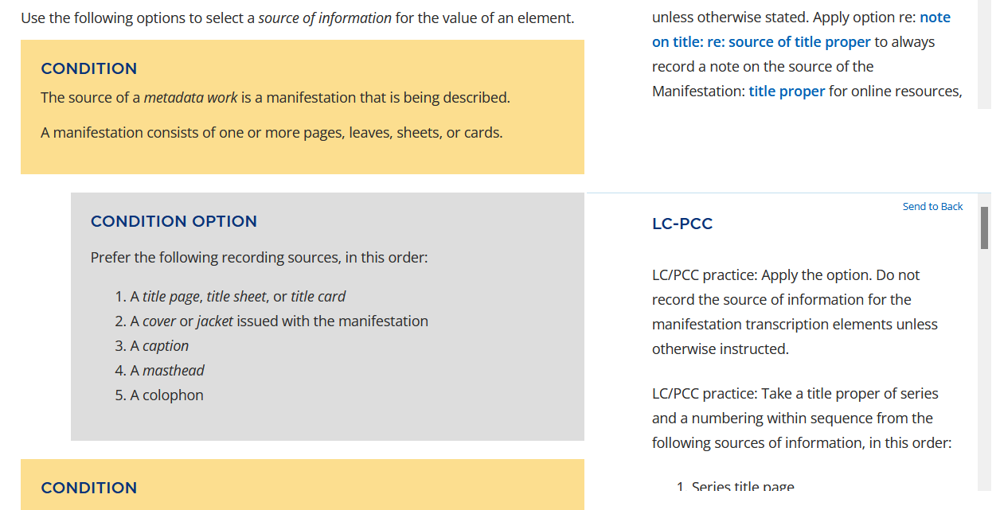 Use the following options to select a source of information for the value of an element.
CONDITION
The source of a metadata work is a manifestation that is being described.
A manifestation consists of one or more pages, leaves, sheets, or cards.
CONDITION OPTION
Prefer the following recording sources, in this order:
1. A title page, title sheet, or title card
2. A cover or jacket issued with the manifestation
3. A caption
4. A masthead
5. A colophon
CONDITION
unless otherwise stated. Apply option re: note
on title: re: source of title proper to always
record a note on the source of the
Manifestation: title proper for online resources,
Send to Back
LC-PCC
LC/PCC practice: Apply the option. Do not
record the source of information for the
manifestation transcription elements unless
otherwise instructed.
LC/PCC practice: Take a title proper of series
and a numbering within sequence from the
following sources of information, in this order:
1. Series title page